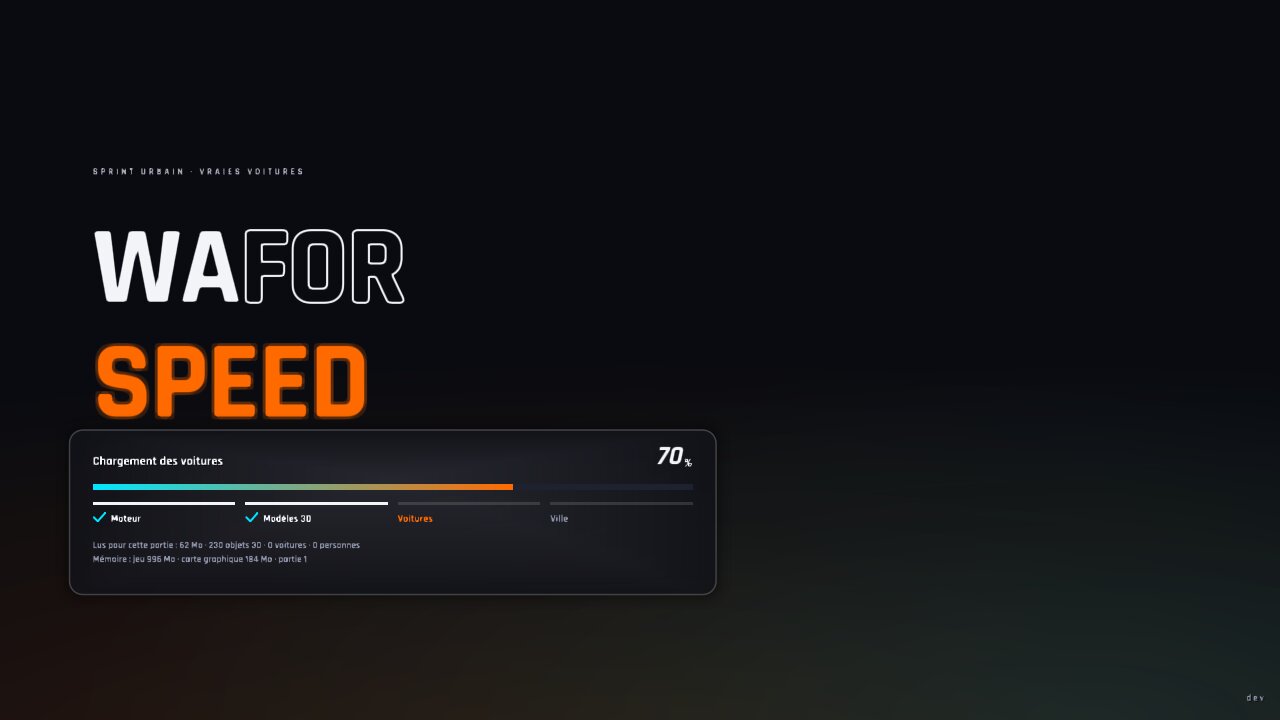 SPRINT URBAIN · VRAIES VOITURES
WAFOR
SPEED
Chargement des voitures
70%
Moteur
Modèles 3D
Voitures
Ville
Lus pour cette partie : 62 Mo · 230 objets 3D · 0 voitures · 0 personnes
Mémoire : jeu 996 Mo · carte graphique 184 Mo · partie 1
dev